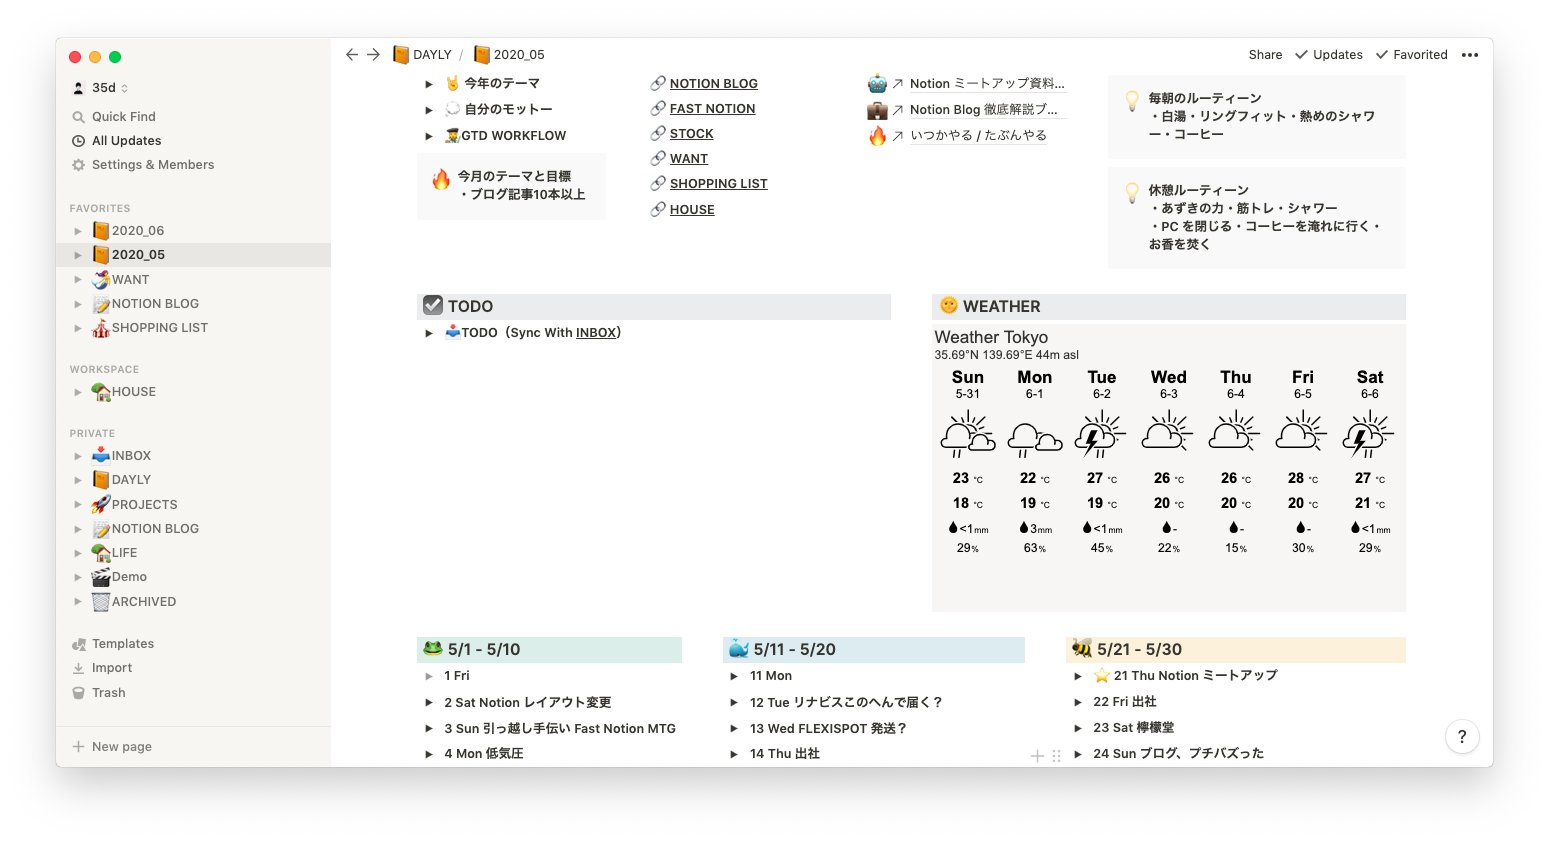 DAYLY / 2020_05
Share Updates Favorited
35d
Quick Find
All Updates
Settings & Members
FAVORITES
2020_06
2020_05
WANT
NOTION BLOG
SHOPPING LIST
WORKSPACE
HOUSE
PRIVATE
INBOX
DAYLY
PROJECTS
NOTION BLOG
LIFE
Demo
ARCHIVED
Templates
Import
Trash
New page
今年のテーマ
自分のモットー
GTD WORKFLOW
今月のテーマと目標
・ブログ記事10本以上
NOTION BLOG
FAST NOTION
STOCK
WANT
SHOPPING LIST
HOUSE
Notion ミートアップ資料...
Notion Blog 徹底解説ブ...
いつかやる / たぶんやる
毎朝のルーティーン
・白湯・リングフィット・熱めのシャワ
ー・コーヒー
休憩ルーティーン
・あずきの力・筋トレ・シャワー
・PC を閉じる・コーヒーを淹れに行く・
お香を焚く
TODO
TODO（Sync With INBOX）
WEATHER
Weather Tokyo
35.69°N 139.69°E 44m asl
Sun Mon Tue Wed Thu Fri Sat
5-31 6-1 6-2 6-3 6-4 6-5 6-6
23 °C 22 °C 27 °C 26 °C 26 °C 28 °C 27 °C
18 °C 19 °C 19 °C 20 °C 20 °C 20 °C 21 °C
<1mm 3mm <1mm - - - <1mm
29% 63% 45% 22% 15% 30% 29%
5/1 - 5/10
1 Fri
2 Sat Notion レイアウト変更
3 Sun 引っ越し手伝い Fast Notion MTG
4 Mon 低気圧
5/11 - 5/20
11 Mon
12 Tue リナビスこのへんで届く？
13 Wed FLEXISPOT 発送？
14 Thu 出社
5/21 - 5/30
21 Thu Notion ミートアップ
22 Fri 出社
23 Sat 檸檬堂
24 Sun ブログ、プチバズった
?